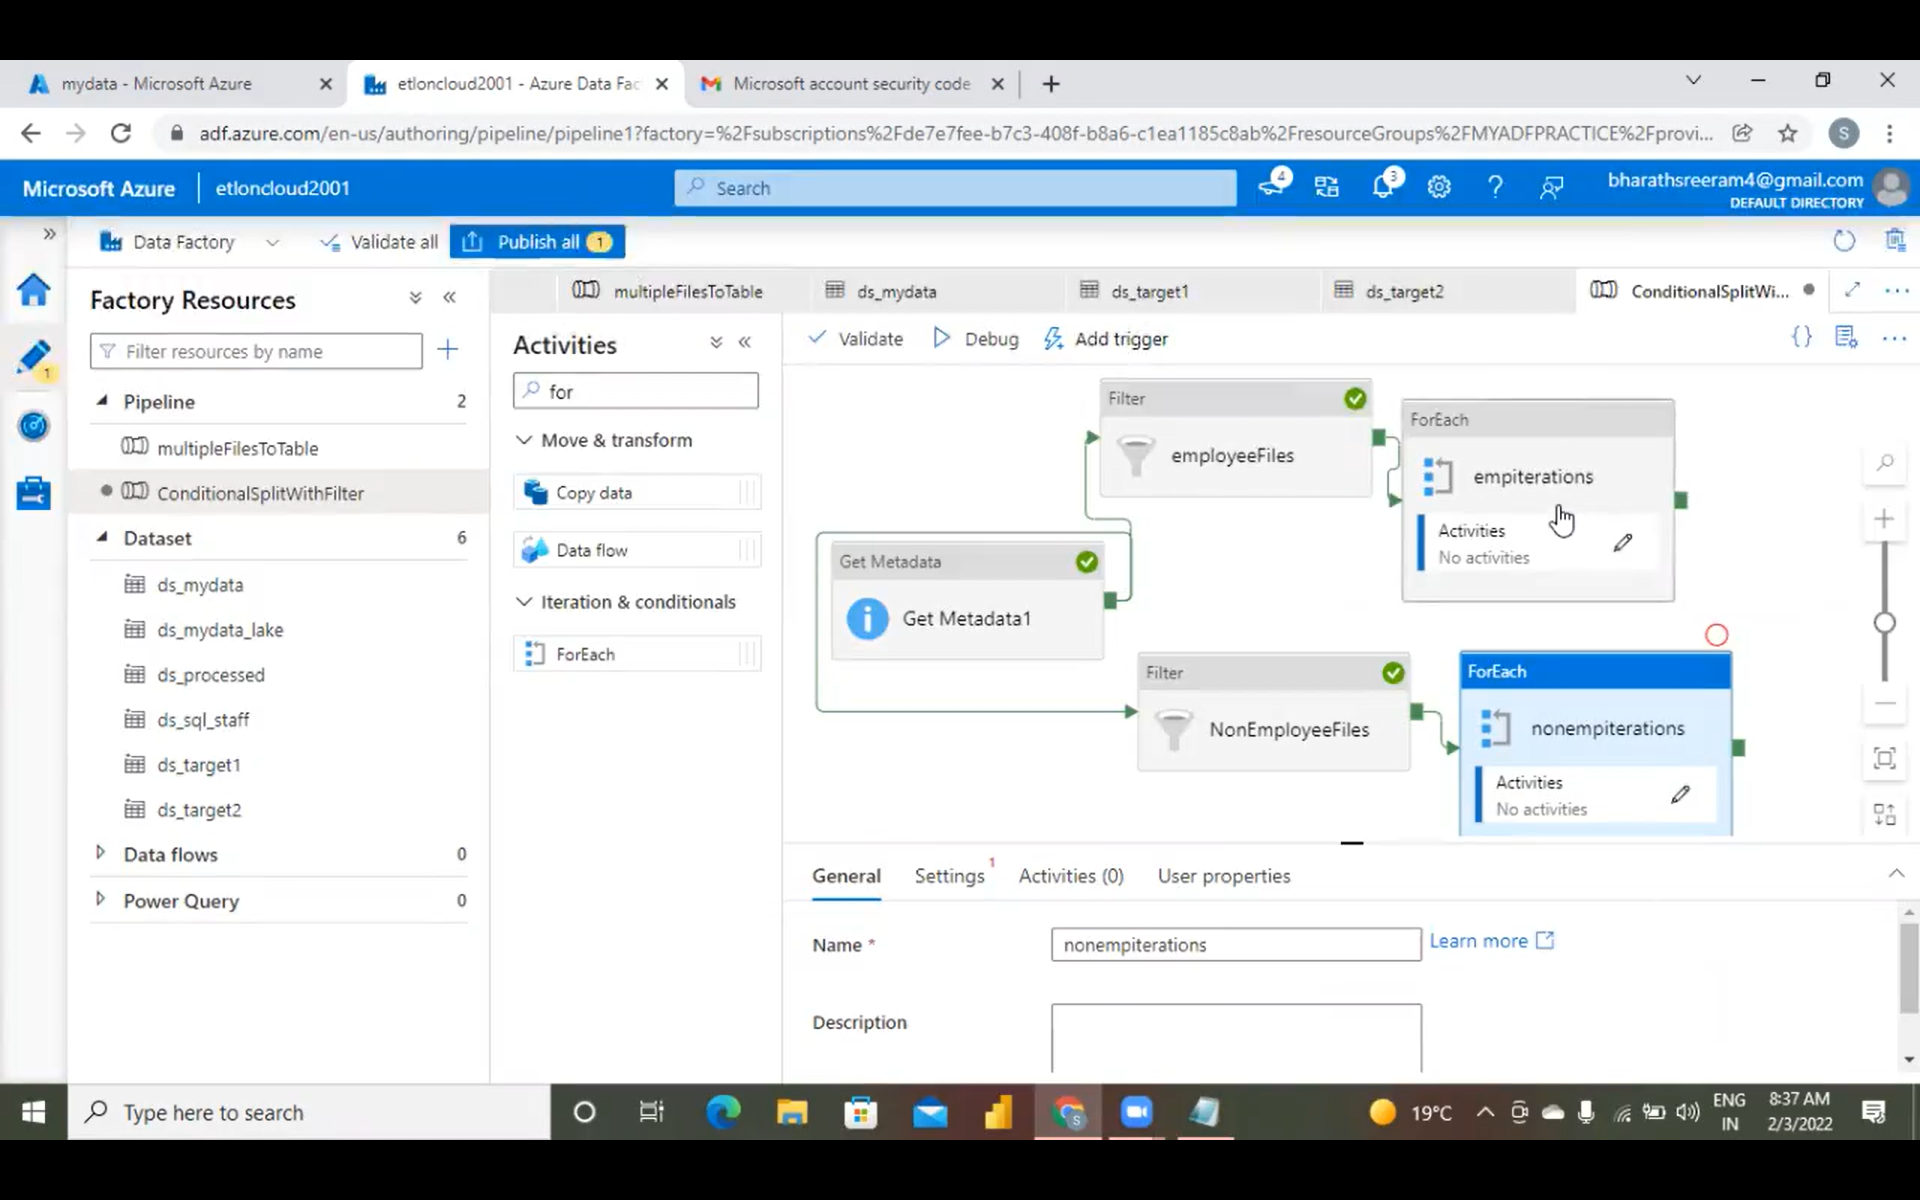 mydata - Microsoft Azure
etloncloud2001 - Azure Data Fac
Microsoft account security code
adf.azure.com/en-us/authoring/pipeline/pipeline1?factory=%2Fsubscriptions%2Fde7e7fee-b7c3-408f-b8a6-c1ea1185c8ab%2FresourceGroups%2FMYADFPRACTICE%2Fprovi...
S
Microsoft Azure
etloncloud2001
Search
4
3
bharathsreeram4@gmail.com
DEFAULT DIRECTORY
Data Factory
Validate all
Publish all 1
Factory Resources
multipleFilesToTable
ds_mydata
ds_target1
ds_target2
ConditionalSplitWi...
Filter resources by name
1
Pipeline 2
multipleFilesToTable
ConditionalSplitWithFilter
Dataset 6
ds_mydata
ds_mydata_lake
ds_processed
ds_sql_staff
ds_target1
ds_target2
Data flows 0
Power Query 0
Activities
for
Move & transform
Copy data
Data flow
Iteration & conditionals
ForEach
Validate
Debug
Add trigger
Filter
employeeFiles
ForEach
empiterations
Activities
No activities
Get Metadata
Get Metadata1
Filter
NonEmployeeFiles
ForEach
nonempiterations
Activities
No activities
General
Settings 1
Activities (0)
User properties
Name *
nonempiterations
Learn more
Description
Type here to search
S
19°C
ENG
IN
8:37 AM
2/3/2022